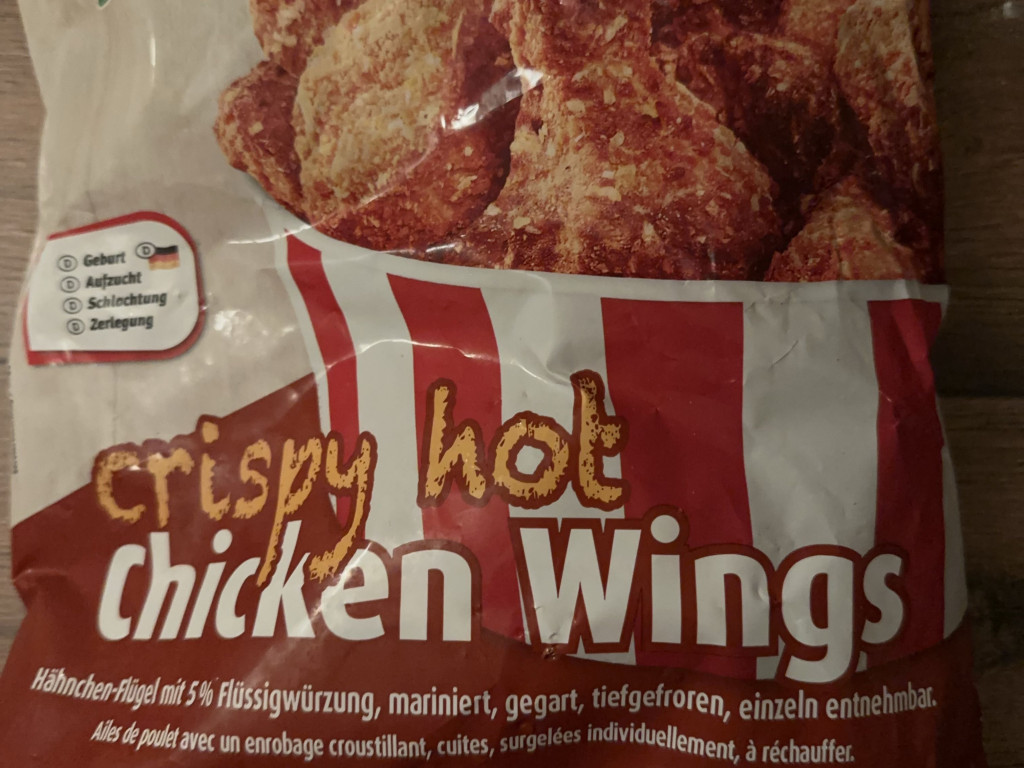 D
D Geburt
D Aufzucht
D Schlachtung
D Zerlegung
crispy hot
Chicken Wings
Hähnchen-Flügel mit 5% Flüssigwürzung, mariniert, gegart, tiefgefroren, einzeln entnehmbar.
Ailes de poulet avec un enrobage croustillant, cuites, surgelées individuellement, à réchauffer.